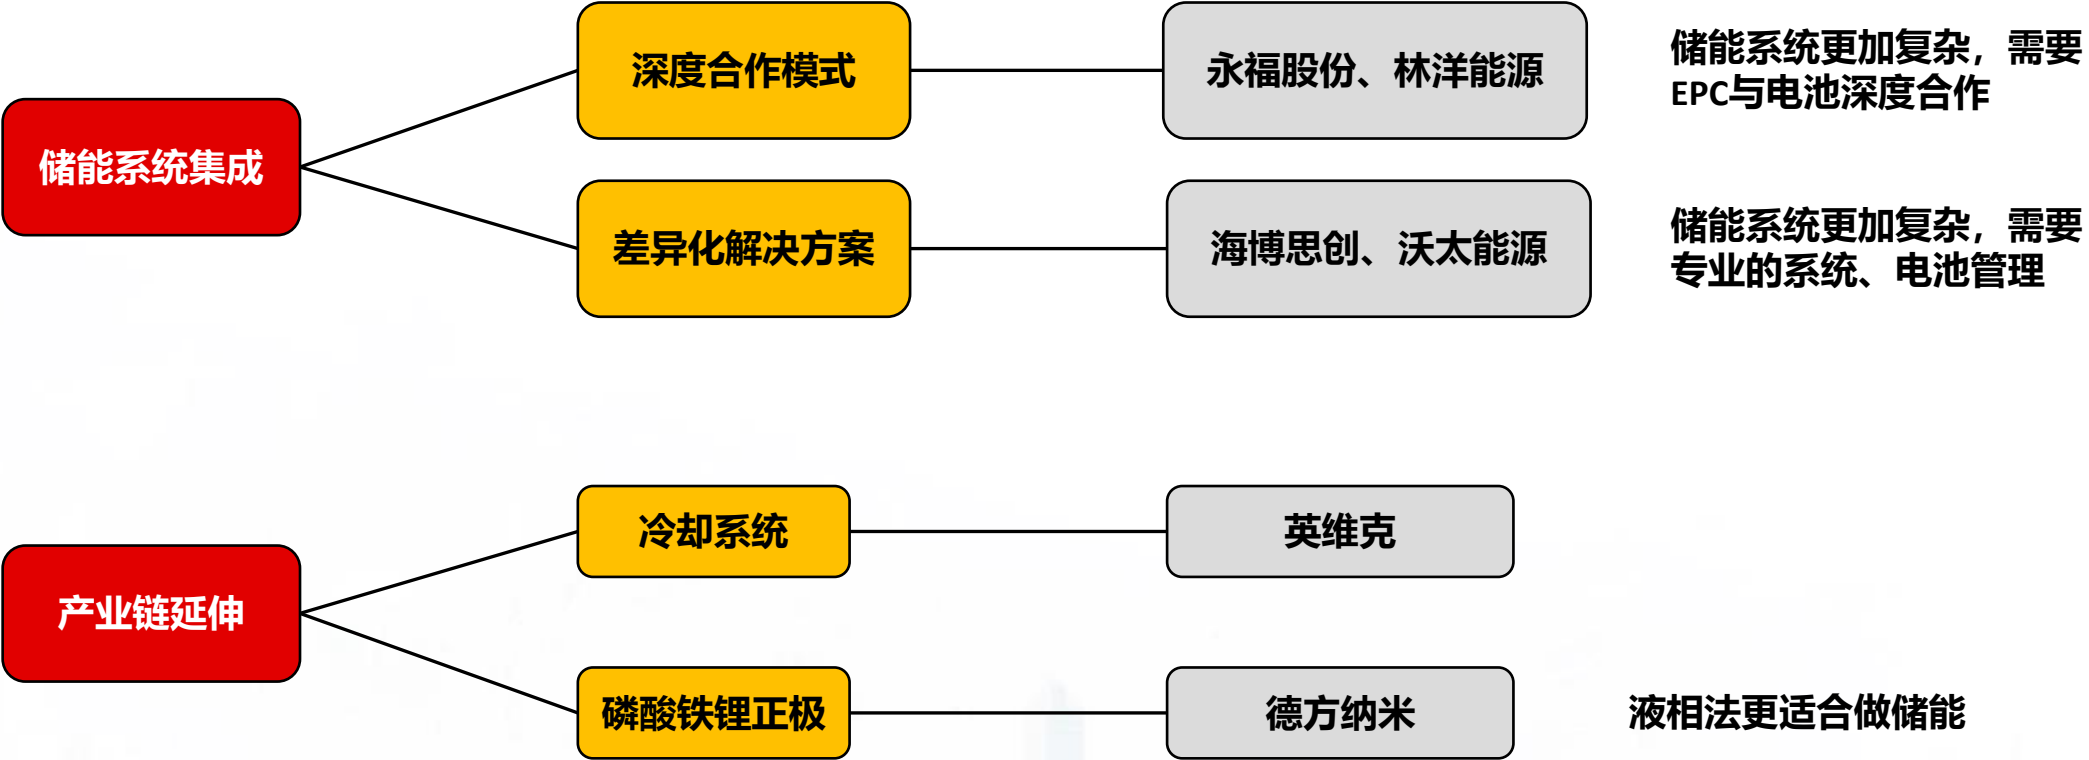 储能系统集成
深度合作模式
永福股份、林洋能源
储能系统更加复杂，需要
EPC与电池深度合作
差异化解决方案
海博思创、沃太能源
储能系统更加复杂，需要
专业的系统、电池管理
产业链延伸
冷却系统
英维克
磷酸铁锂正极
德方纳米
液相法更适合做储能